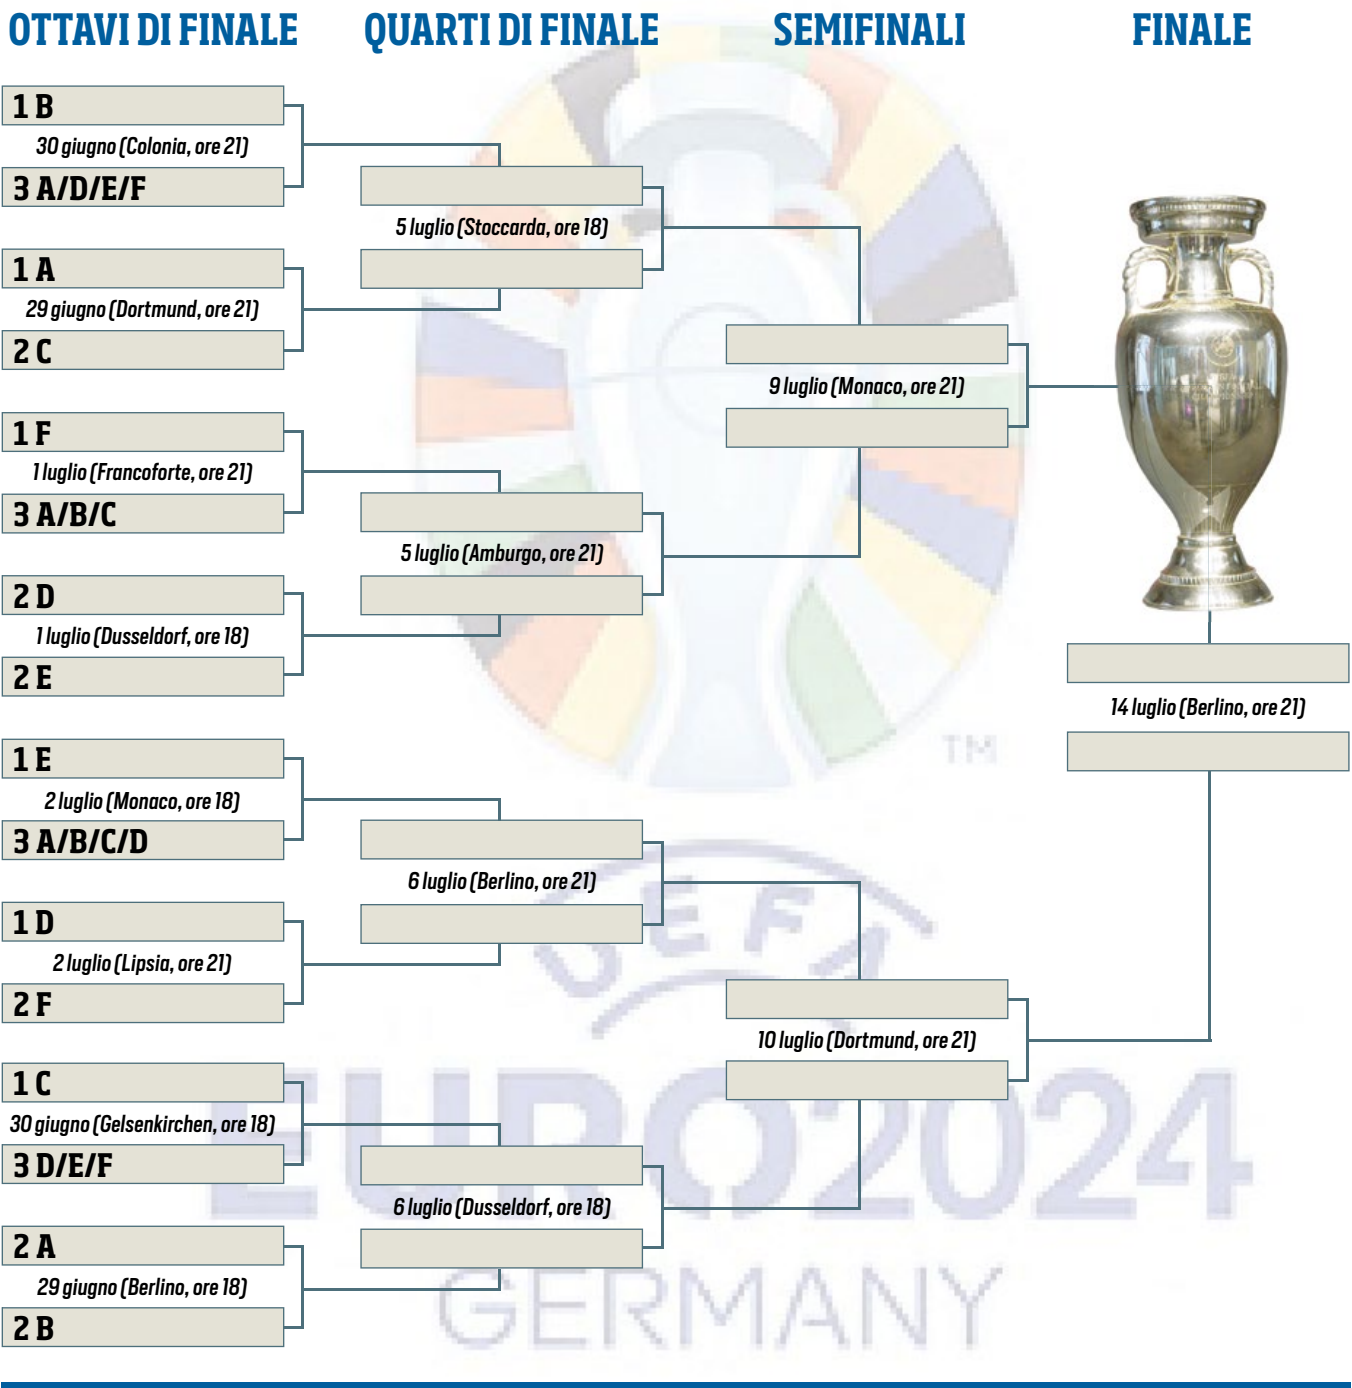 OTTAVI DI FINALE
QUARTI DI FINALE
SEMIFINALI
FINALE
1 B
30 giugno (Colonia, ore 21)
3 A/D/E/F
1 A
29 giugno (Dortmund, ore 21)
2 C
1 F
1 luglio (Francoforte, ore 21)
3 A/B/C
2 D
1 luglio (Dusseldorf, ore 18)
2 E
1 E
2 luglio (Monaco, ore 18)
3 A/B/C/D
1 D
2 luglio (Lipsia, ore 21)
2 F
1 C
30 giugno (Gelsenkirchen, ore 18)
3 D/E/F
2 A
29 giugno (Berlino, ore 18)
2 B
5 luglio (Stoccarda, ore 18)
5 luglio (Amburgo, ore 21)
6 luglio (Berlino, ore 21)
6 luglio (Dusseldorf, ore 18)
9 luglio (Monaco, ore 21)
10 luglio (Dortmund, ore 21)
14 luglio (Berlino, ore 21)
TM
UEFA
EURO2024
GERMANY